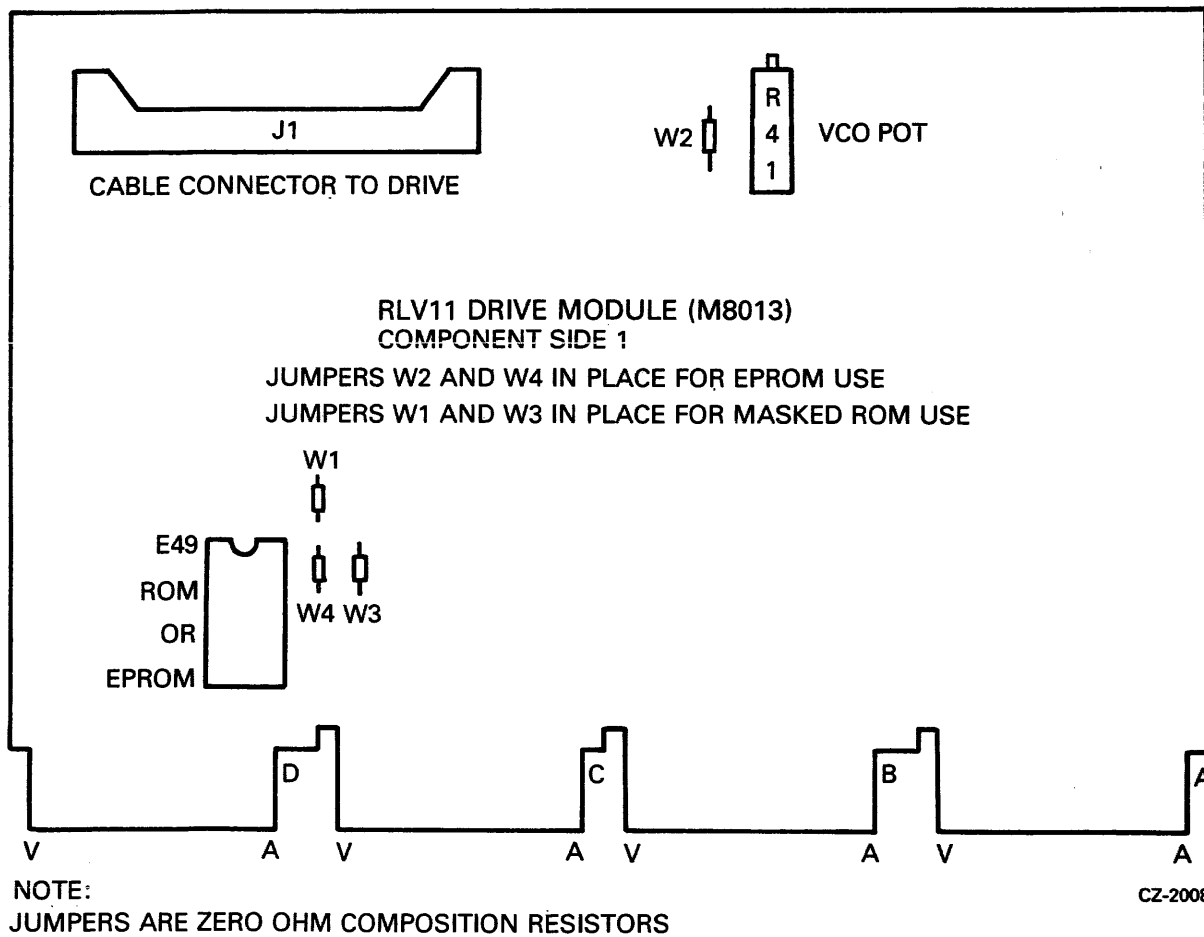 J1
CABLE CONNECTOR TO DRIVE
W2
R
4
1
VCO POT
RLV11 DRIVE MODULE (M8013)
COMPONENT SIDE 1
JUMPERS W2 AND W4 IN PLACE FOR EPROM USE
JUMPERS W1 AND W3 IN PLACE FOR MASKED ROM USE
W1
E49
ROM
OR
EPROM
W4 W3
D
C
B
A
V A V A V A V A
NOTE:
JUMPERS ARE ZERO OHM COMPOSITION RESISTORS
CZ-2008